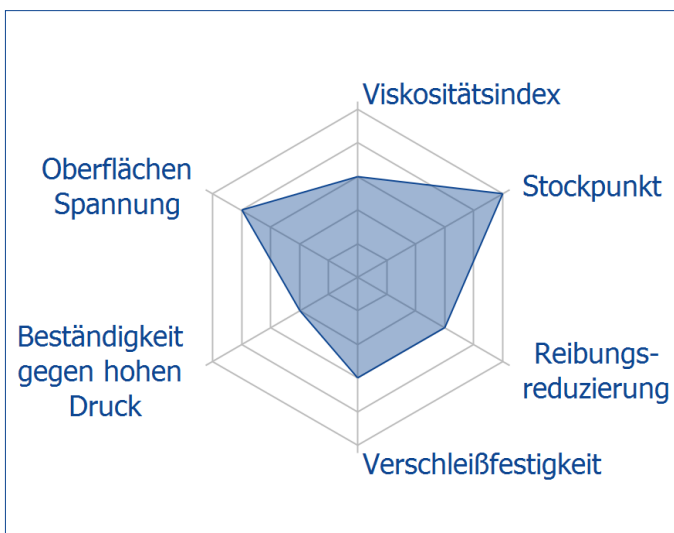 Viskositätsindex
Oberflächen
Spannung
Stockpunkt
Beständigkeit
gegen hohen
Druck
Reibungs-
reduzierung
Verschleißfestigkeit